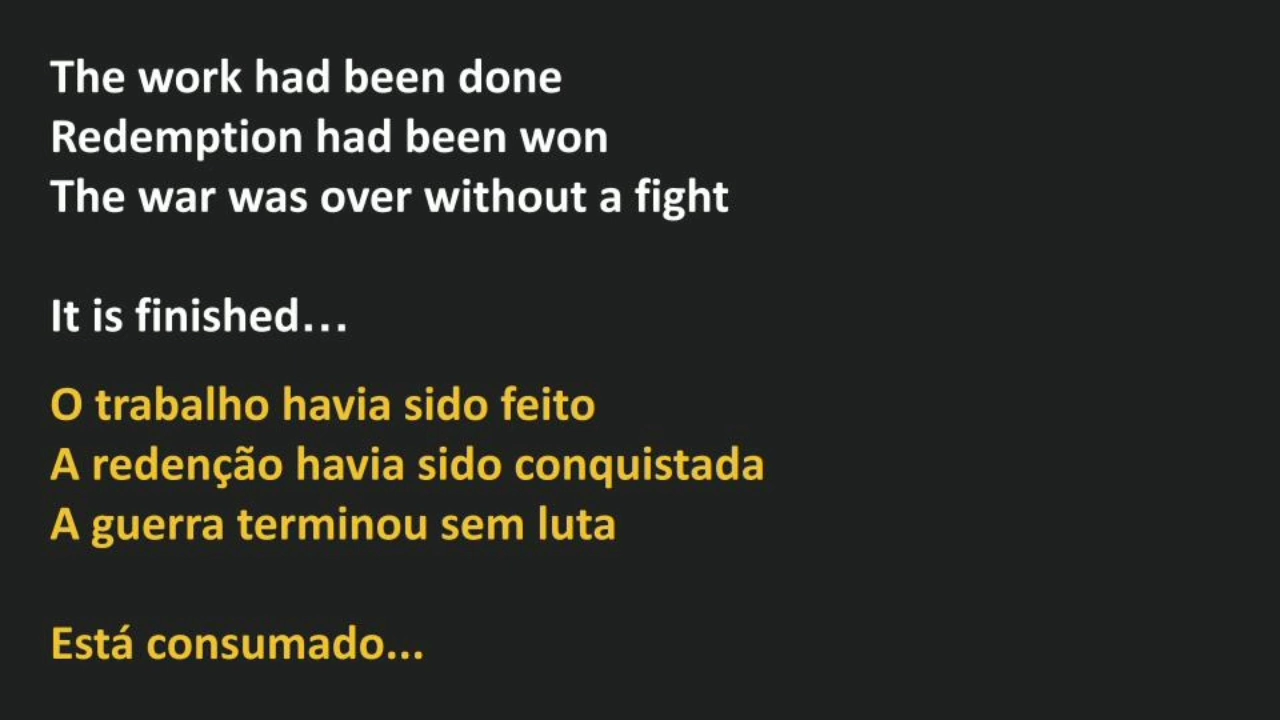 The work had been done
Redemption had been won
The war was over without a fight
It is finished…
O trabalho havia sido feito
A redenção havia sido conquistada
A guerra terminou sem luta
Está consumado...